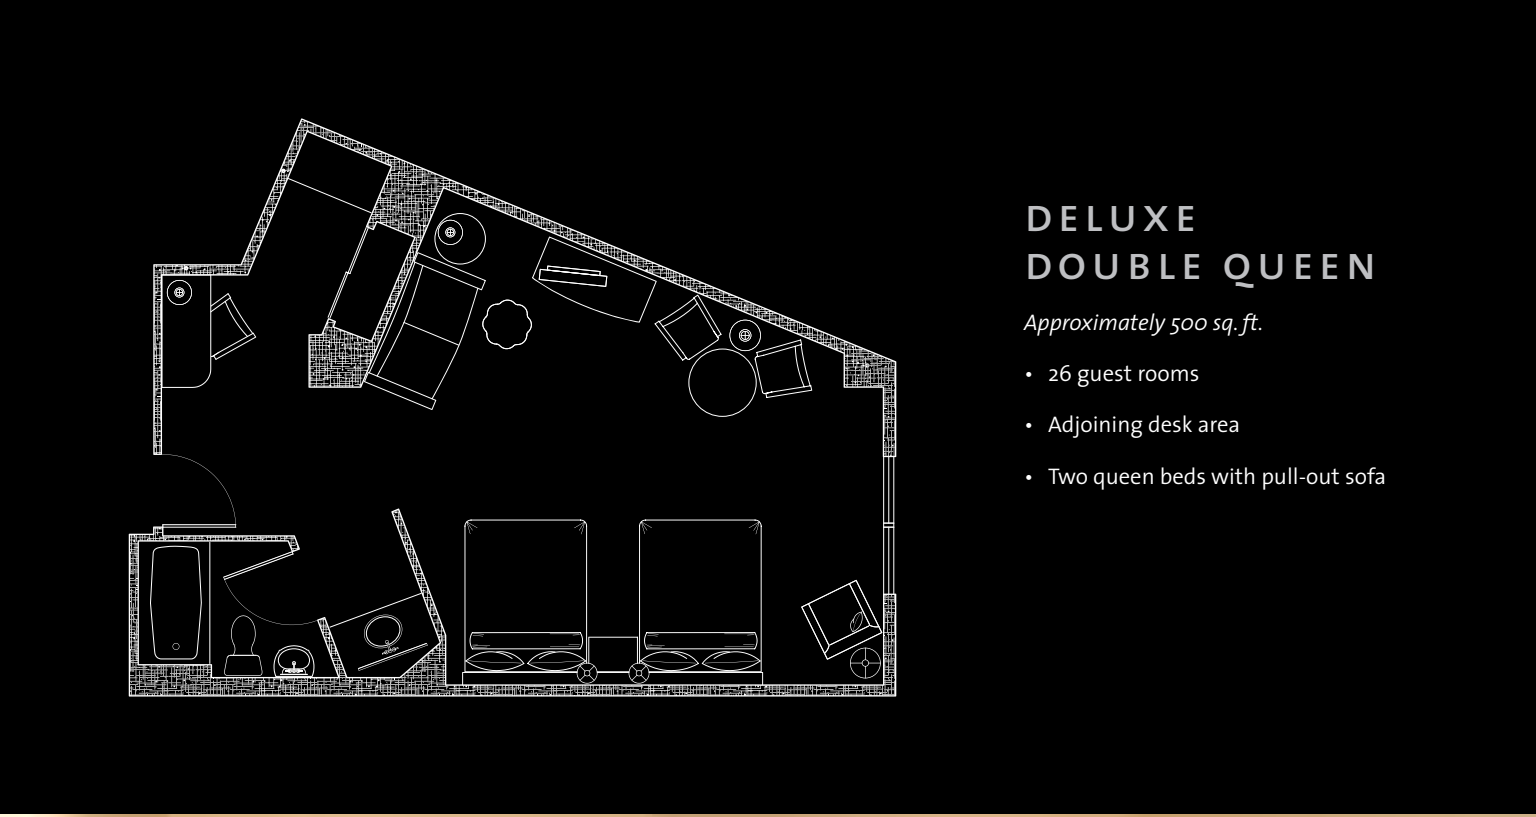 DELUXE
DOUBLE QUEEN
Approximately 500 sq. ft.
• 26 guest rooms
• Adjoining desk area
• Two queen beds with pull-out sofa